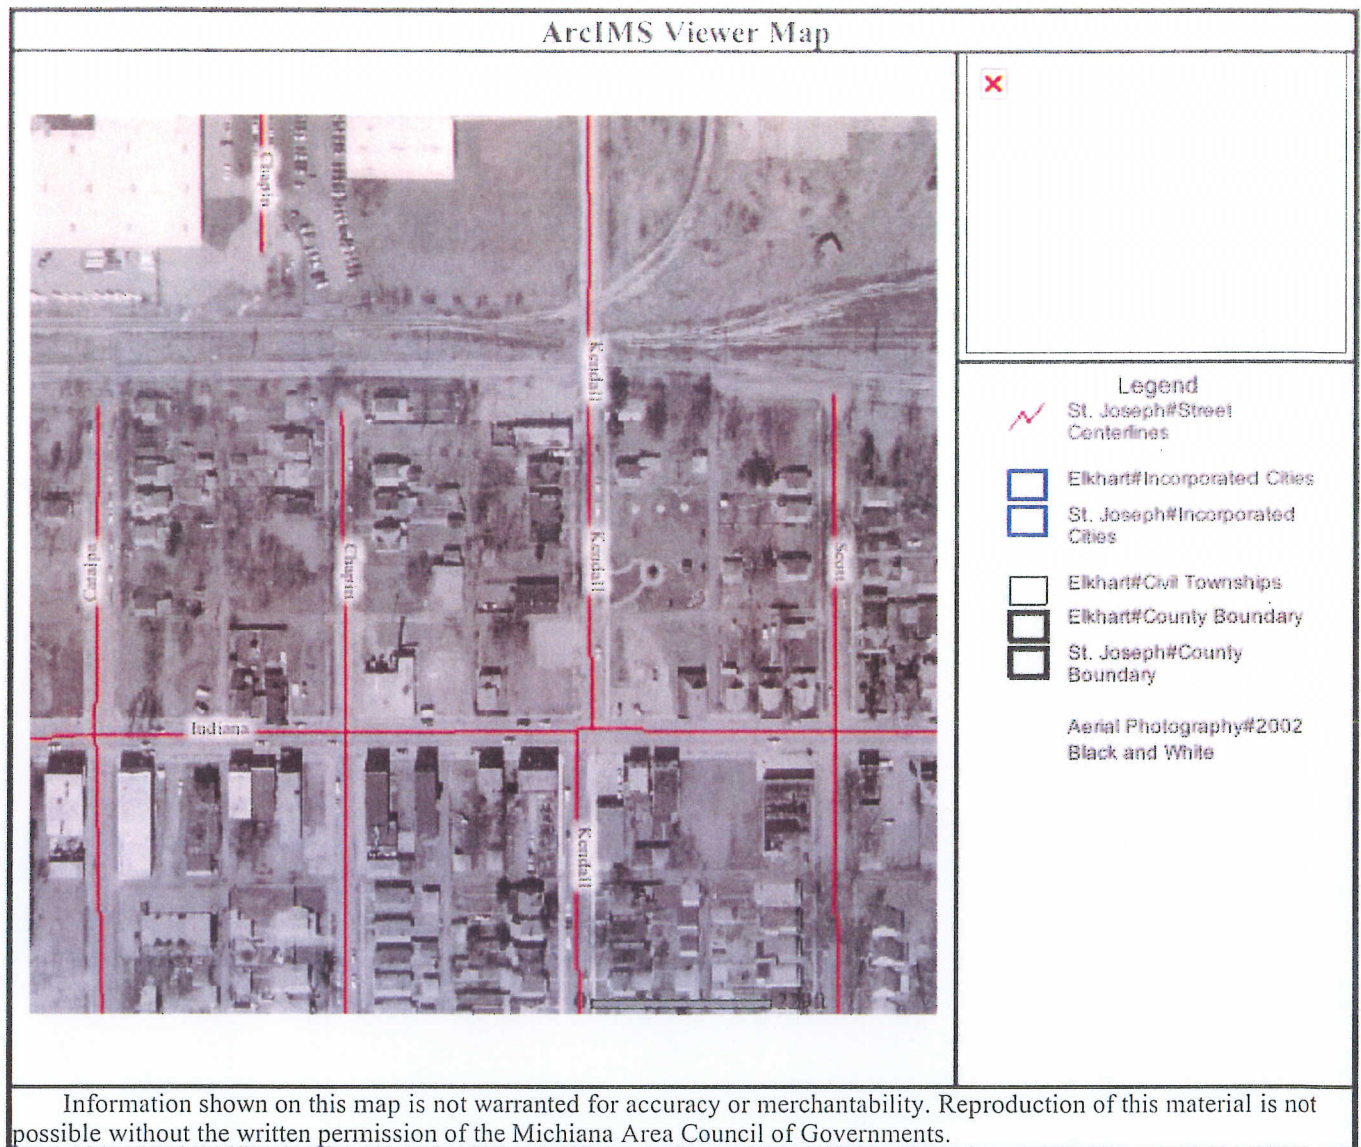 ArcIMS Viewer Map
Chapin
Kendall
Catalpa
Chapin
Kendall
Scott
Indiana
Kendall
0
Legend
St. Joseph#Street
Centerlines
Elkhart#Incorporated Cities
St. Joseph#Incorporated
Cities
Elkhart#Civil Townships
Elkhart#County Boundary
St. Joseph#County
Boundary
Aerial Photography#2002
Black and White
Information shown on this map is not warranted for accuracy or merchantability. Reproduction of this material is not
possible without the written permission of the Michiana Area Council of Governments.